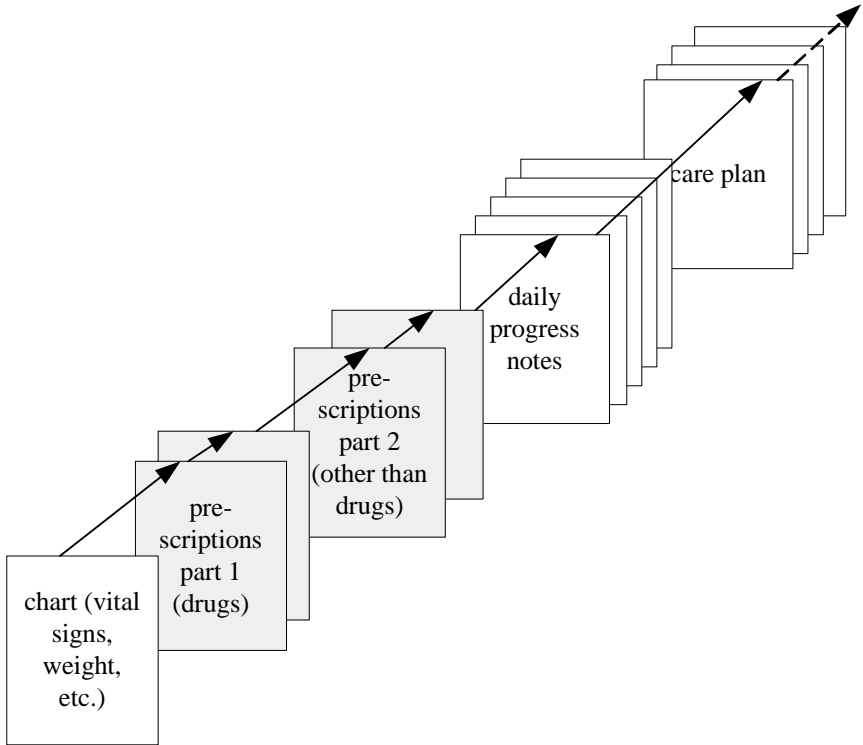 care plan
daily
progress
notes
pre-
scriptions
part 2
(other than
drugs)
pre-
scriptions
part 1
(drugs)
chart (vital
signs,
weight,
etc.)